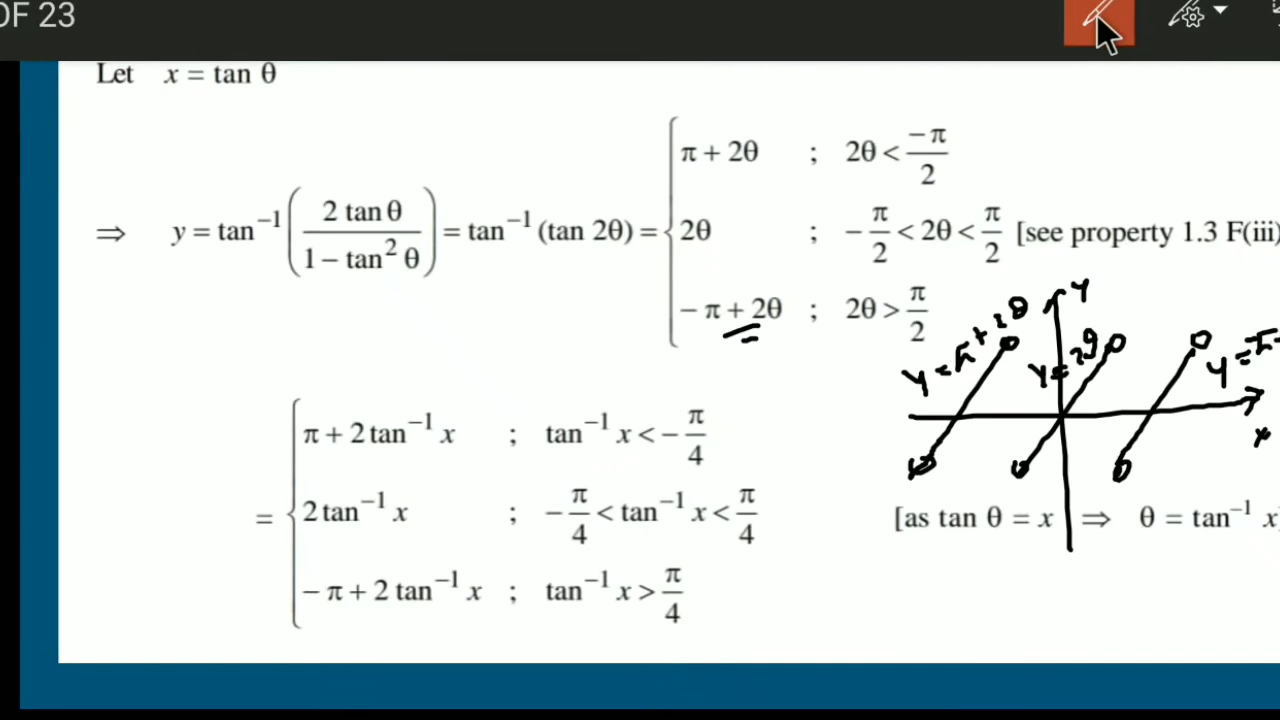 OF 23
Let x = tan θ
π + 2θ ; 2θ < −π/2
⇒ y = tan⁻¹ (2 tan θ / 1 − tan² θ) = tan⁻¹ (tan 2θ) = { 2θ ; −π/2 < 2θ < π/2 [see property 1.3 F(iii)
− π + 2θ ; 2θ > π/2
y
y = π + 2θ
y = 2θ
y =
x
π + 2 tan⁻¹ x ; tan⁻¹ x < −π/4
= { 2 tan⁻¹ x ; −π/4 < tan⁻¹ x < π/4 [as tan θ = x ⇒ θ = tan⁻¹ x]
− π + 2 tan⁻¹ x ; tan⁻¹ x > π/4